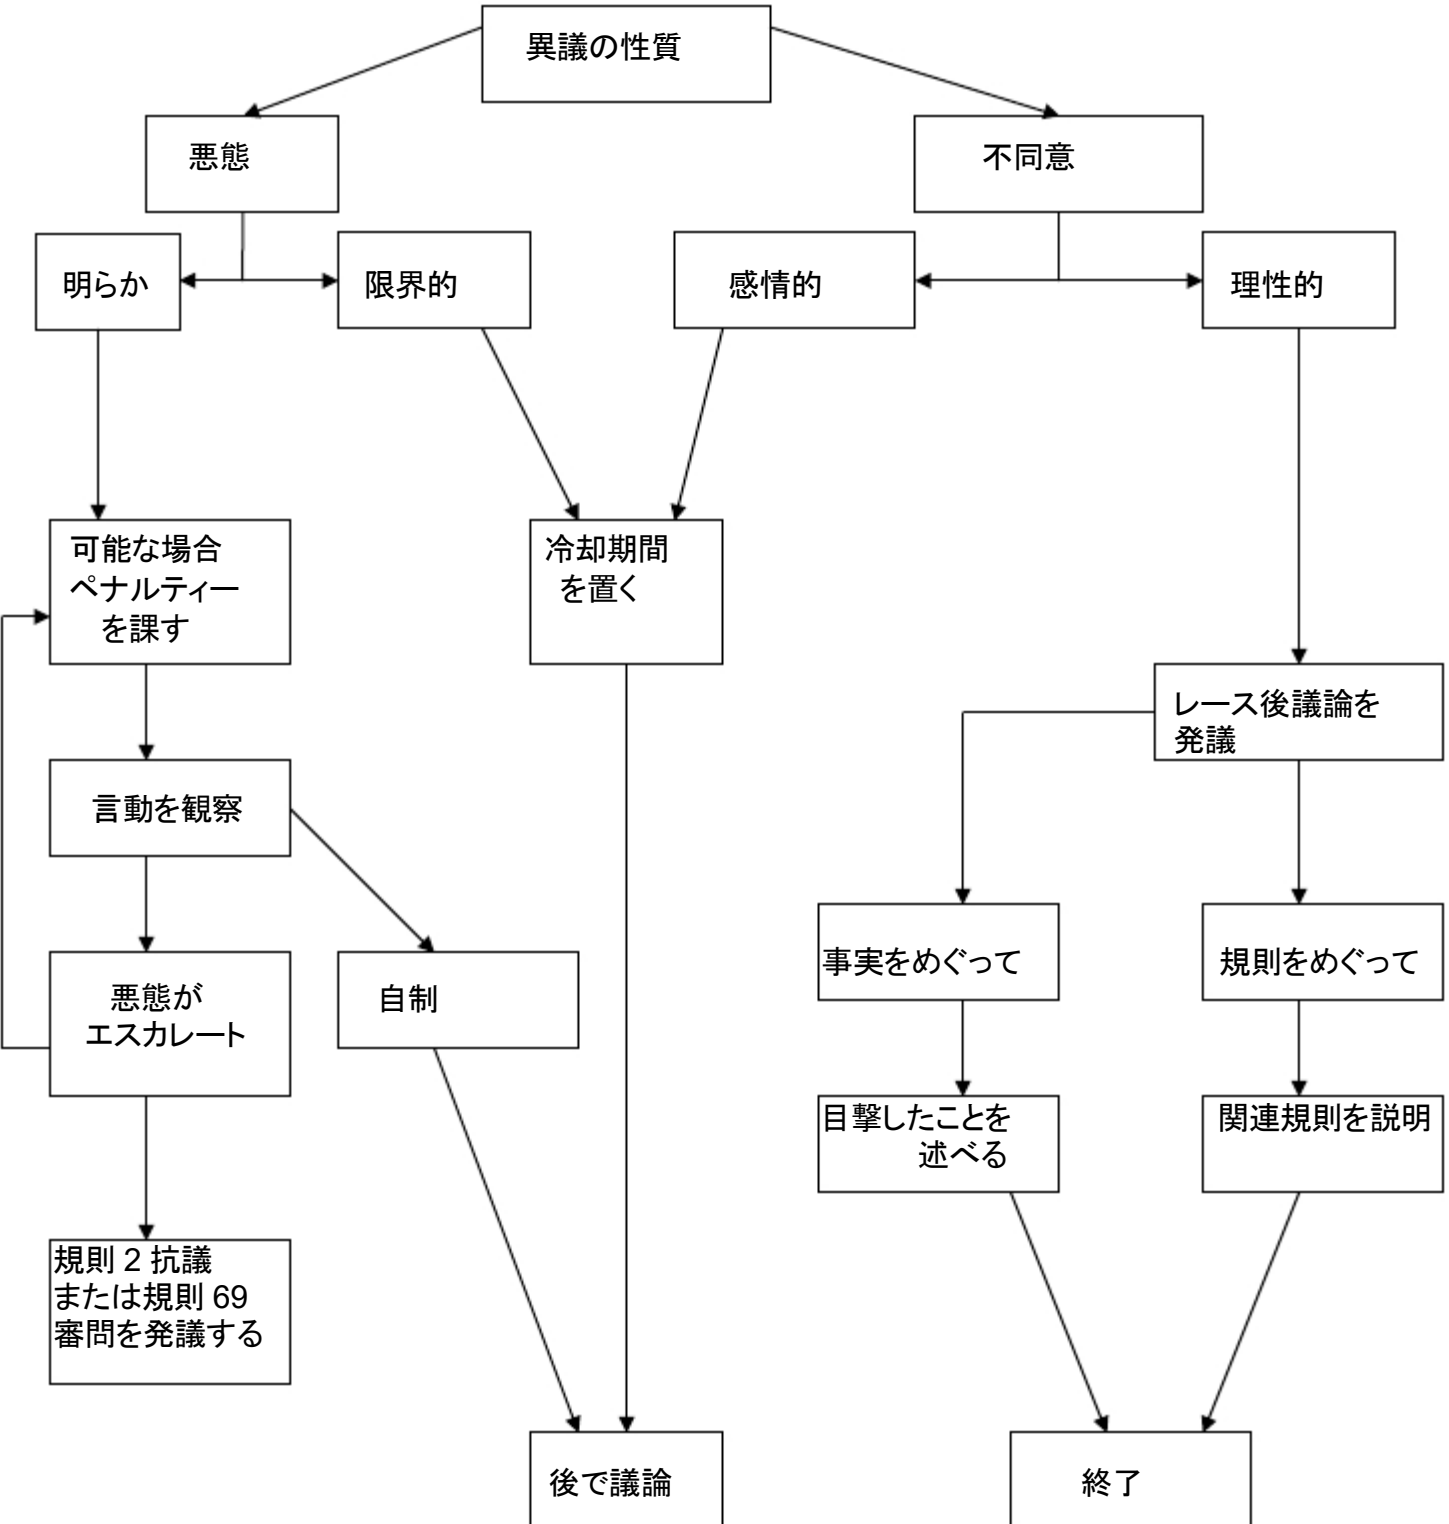 異議の性質
悪態
不同意
明らか
限界的
感情的
理性的
可能な場合
ペナルティー
を課す
冷却期間
を置く
レース後議論を
発議
言動を観察
事実をめぐって
規則をめぐって
悪態が
エスカレート
自制
目撃したことを
述べる
関連規則を説明
規則 2 抗議
または規則 69
審問を発議する
後で議論
終了